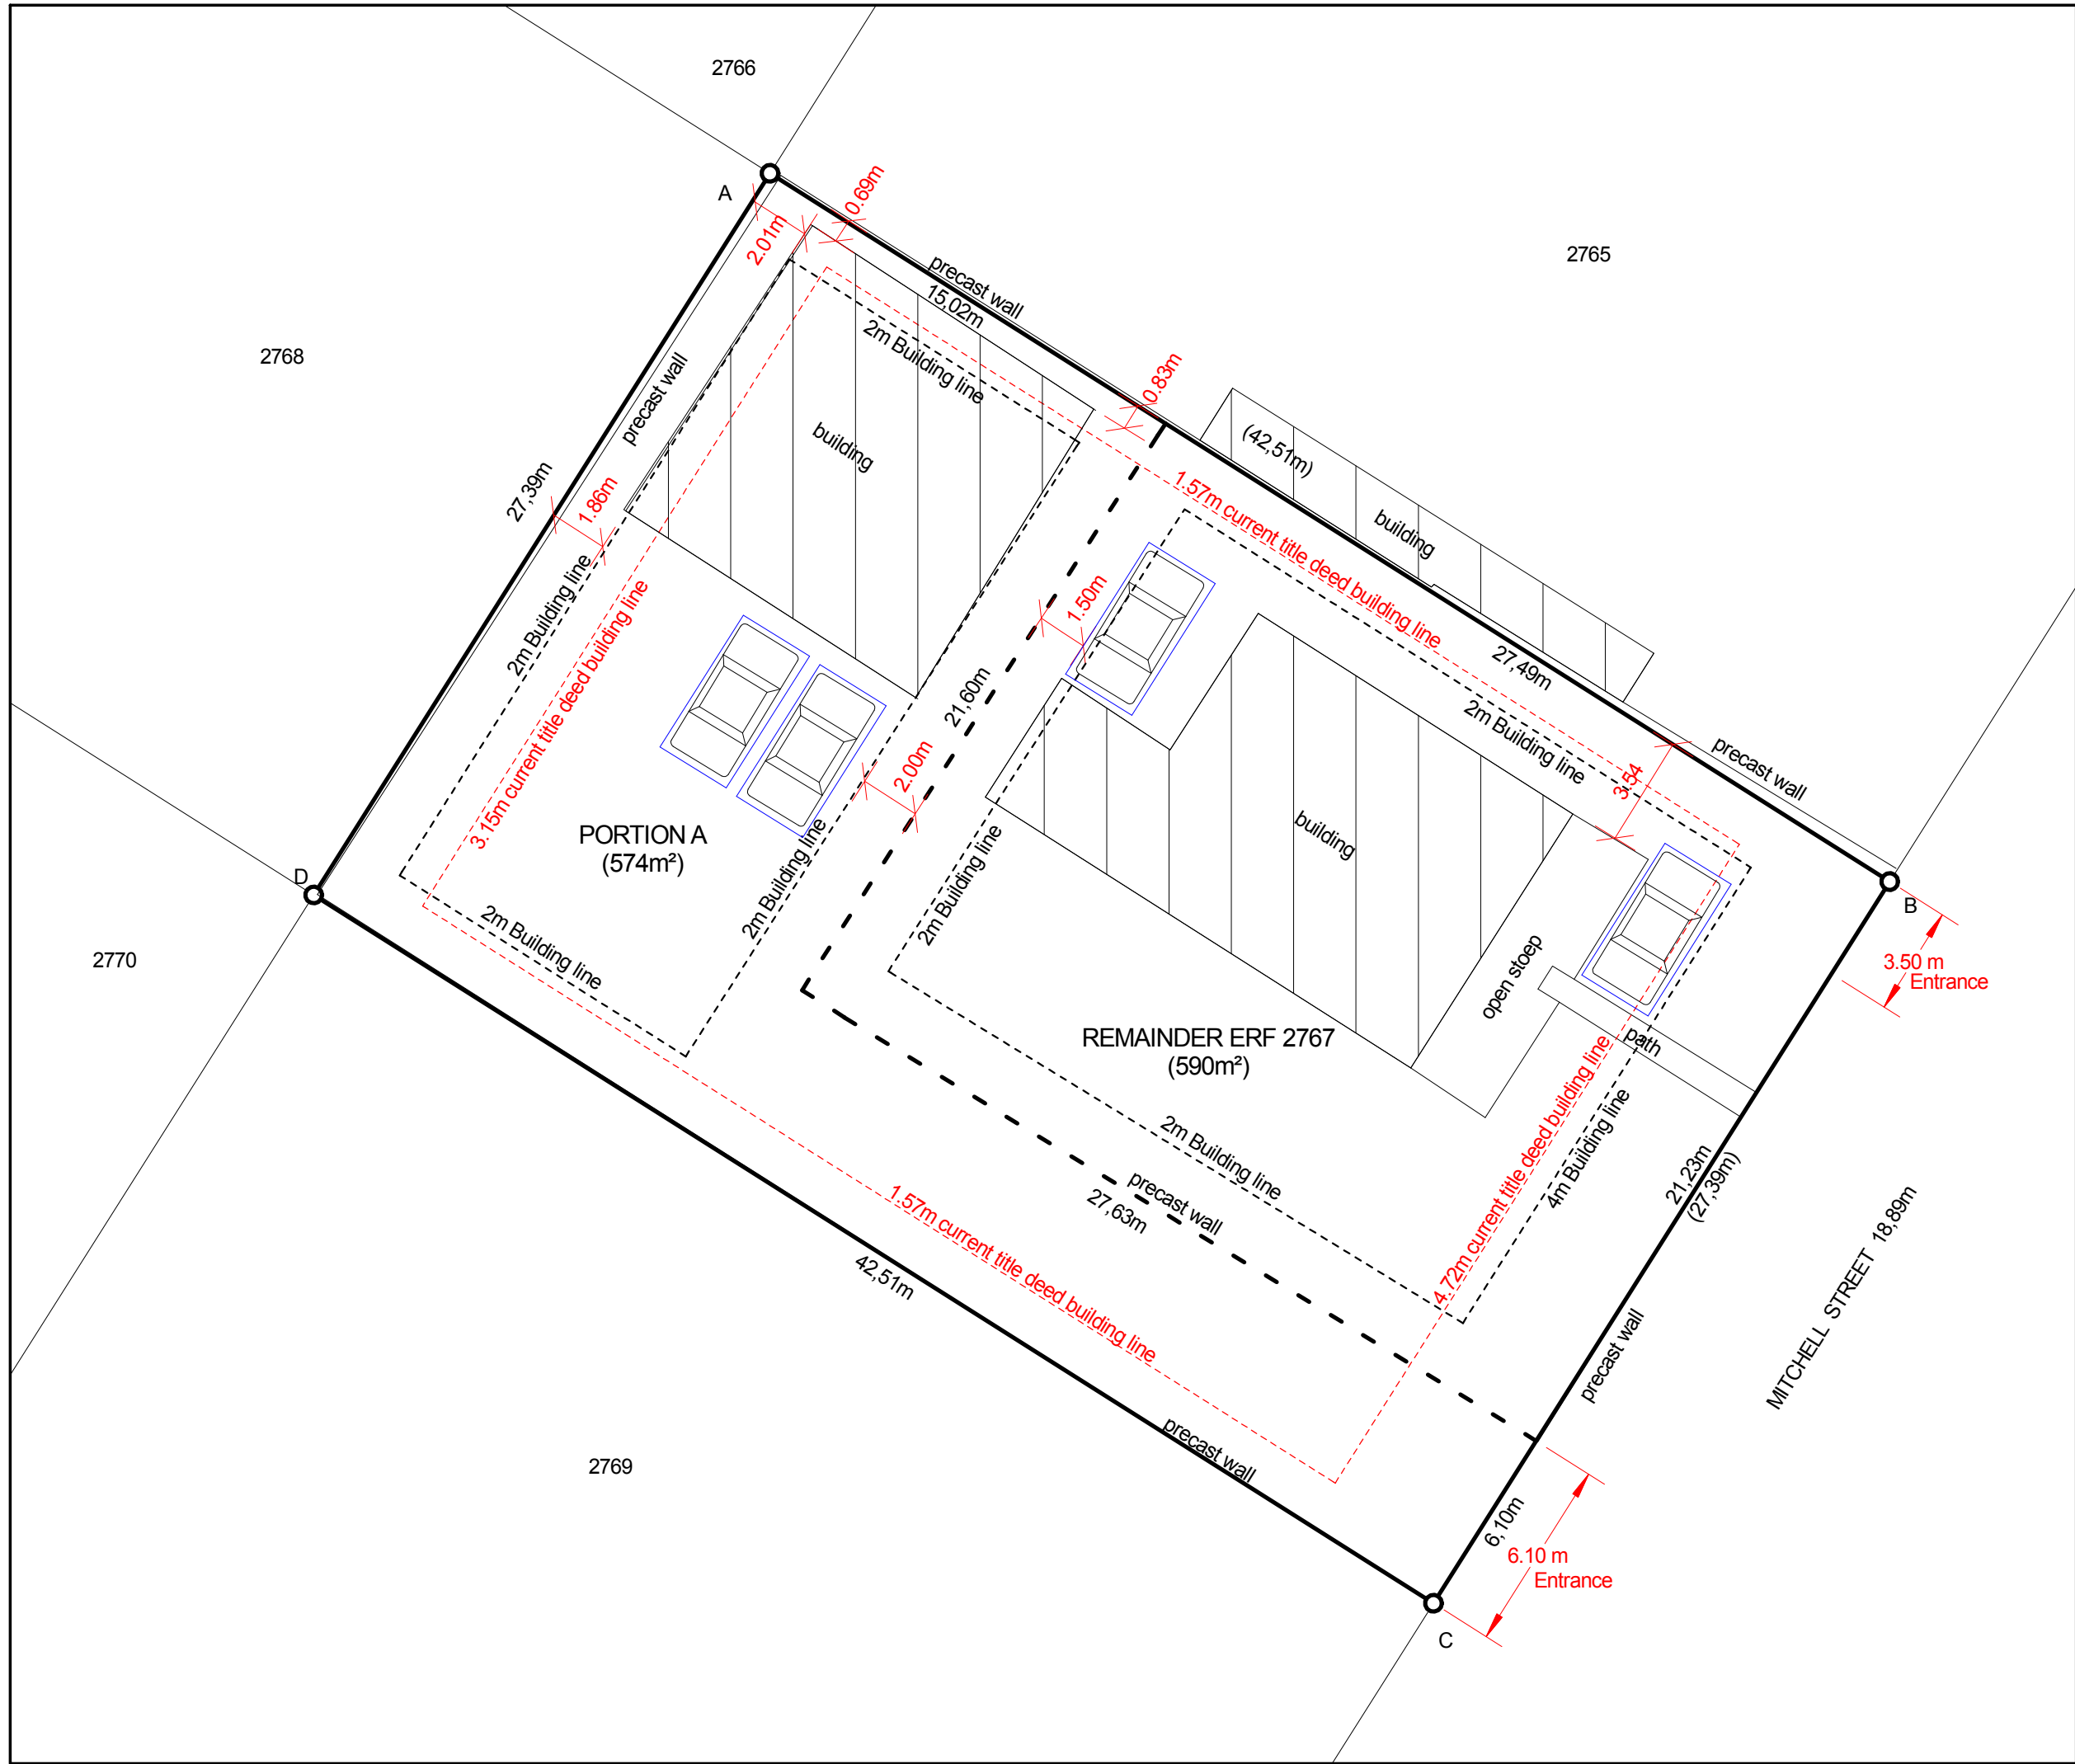 2766
A
0.69m
2.01m
2765
precast wall
15,02m
2m Building line
2768
precast wall
0.83m
building
(42,51m)
27,39m
1.86m
1.57m current title deed building line
building
2m Building line
3.15m current title deed building line
1.50m
27,49m
21,60m
2m Building line
precast wall
2.00m
3.54
PORTION A
(574m²)
building
2m Building line
2m Building line
D
B
2m Building line
2770
open stoep
3.50 m
Entrance
REMAINDER ERF 2767
(590m²)
path
4.72m current title deed building line
4m Building line
2m Building line
21,23m
(27,39m)
precast wall
27,63m
1.57m current title deed building line
MITCHELL STREET 18,89m
42,51m
precast wall
precast wall
2769
6,10m
6.10 m
Entrance
C